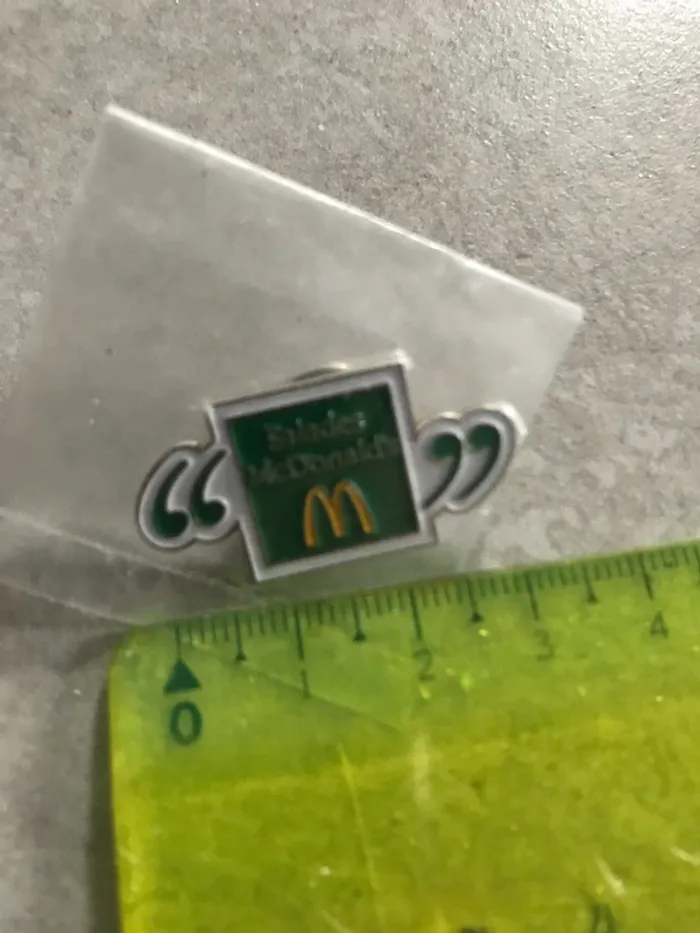 “ Salades ”
McDonald's
M
0 1 2 3 4